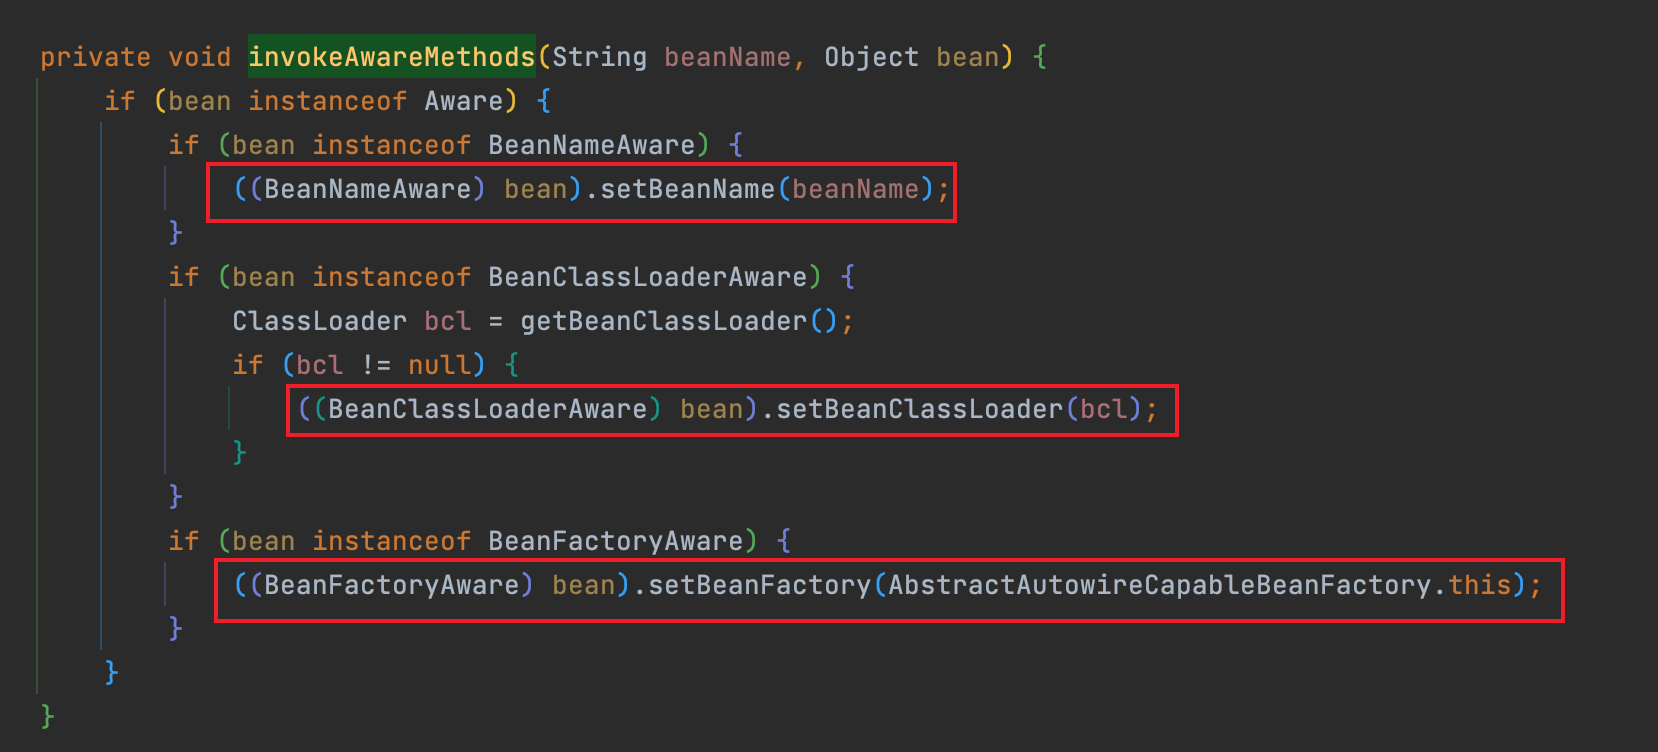 private void invokeAwareMethods(String beanName, Object bean) {
    if (bean instanceof Aware) {
        if (bean instanceof BeanNameAware) {
            ((BeanNameAware) bean).setBeanName(beanName);
        }
        if (bean instanceof BeanClassLoaderAware) {
            ClassLoader bcl = getBeanClassLoader();
            if (bcl != null) {
                ((BeanClassLoaderAware) bean).setBeanClassLoader(bcl);
            }
        }
        if (bean instanceof BeanFactoryAware) {
            ((BeanFactoryAware) bean).setBeanFactory(AbstractAutowireCapableBeanFactory.this);
        }
    }
}